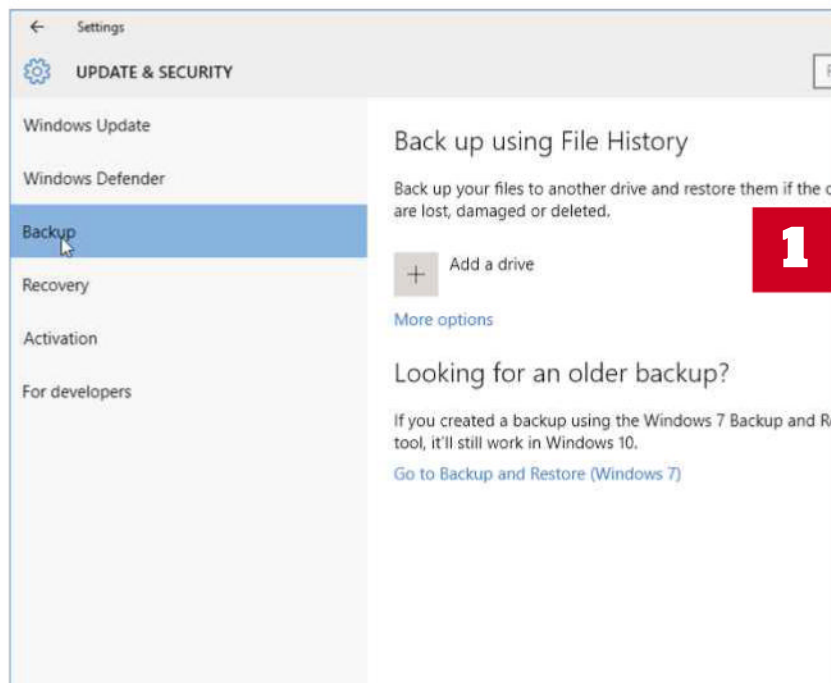 Settings
UPDATE & SECURITY
Windows Update
Windows Defender
Backup
Recovery
Activation
For developers
Back up using File History
Back up your files to another drive and restore them if the
are lost, damaged or deleted.
1
Add a drive
More options
Looking for an older backup?
If you created a backup using the Windows 7 Backup and
tool, it'll still work in Windows 10.
Go to Backup and Restore (Windows 7)